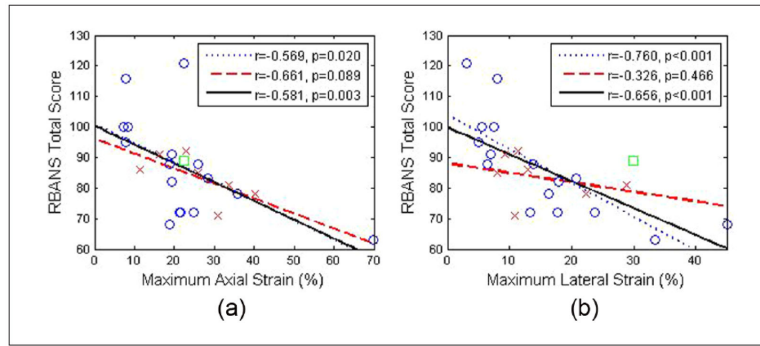 130
120
110
100
90
80
70
60
RBANS Total Score
r=-0.569, p=0.020
r=-0.661, p=0.089
r=-0.581, p=0.003
0 10 20 30 40 50 60 70
Maximum Axial Strain (%)
(a)
130
120
110
100
90
80
70
60
RBANS Total Score
r=-0.760, p<0.001
r=-0.326, p=0.466
r=-0.656, p<0.001
0 10 20 30 40
Maximum Lateral Strain (%)
(b)